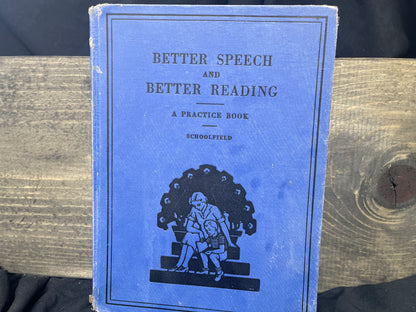 BETTER SPEECH
AND
BETTER READING
A PRACTICE BOOK
SCHOOLFIELD